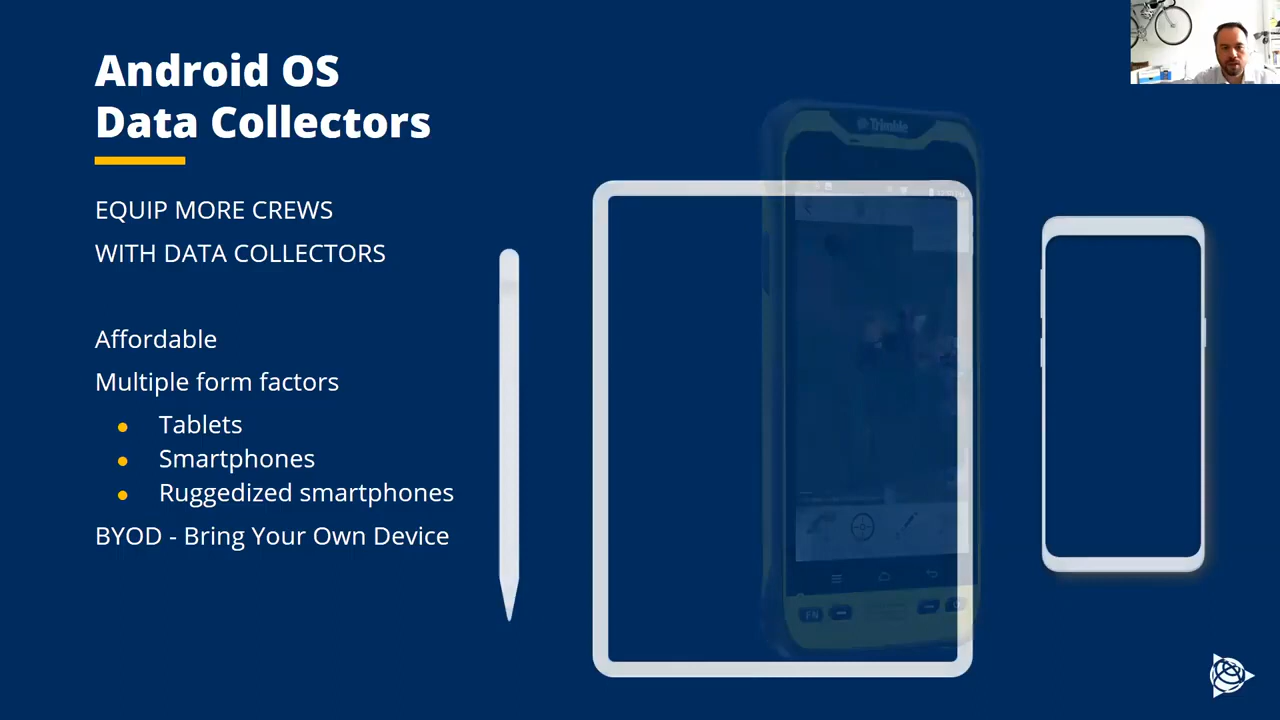 Android OS
Data Collectors
EQUIP MORE CREWS
WITH DATA COLLECTORS
Affordable
Multiple form factors
Tablets
Smartphones
Ruggedized smartphones
BYOD - Bring Your Own Device
Trimble
FN